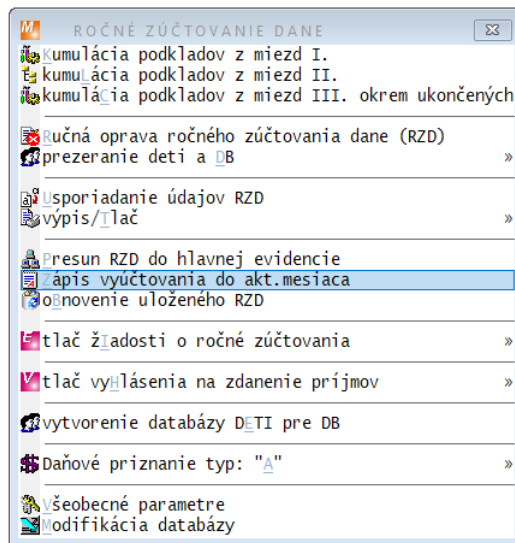 ROČNÉ ZÚČTOVANIE DANE
Kumulácia podkladov z miezd I.
kumuLácia podkladov z miezd II.
kumuláCia podkladov z miezd III. okrem ukončených
Ručná oprava ročného zúčtovania dane (RZD)
prezeranie deti a DB »
Usporiadanie údajov RZD
výpis/Tlač »
Presun RZD do hlavnej evidencie
Zápis vyúčtovania do akt.mesiaca
oBnovenie uloženého RZD
tlač žIadosti o ročné zúčtovania »
tlač vyHlásenia na zdanenie príjmov »
vytvorenie databázy DETI pre DB
Daňové priznanie typ: "A" »
Všeobecné parametre
Modifikácia databázy